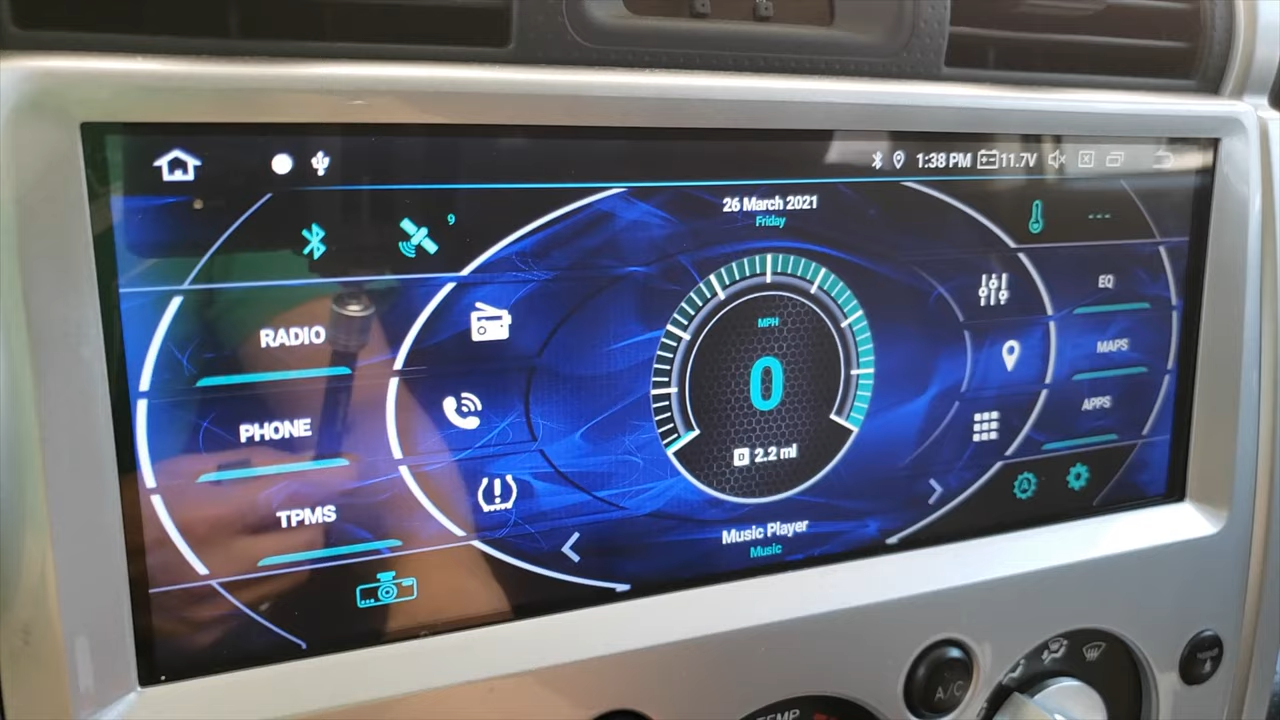 1:38 PM 11.7V
26 March 2021
Friday
9
---
RADIO
PHONE
TPMS
MPH
0
D 2.2 mi
EQ
MAPS
APPS
A
Music Player
Music
A/C
TEMP